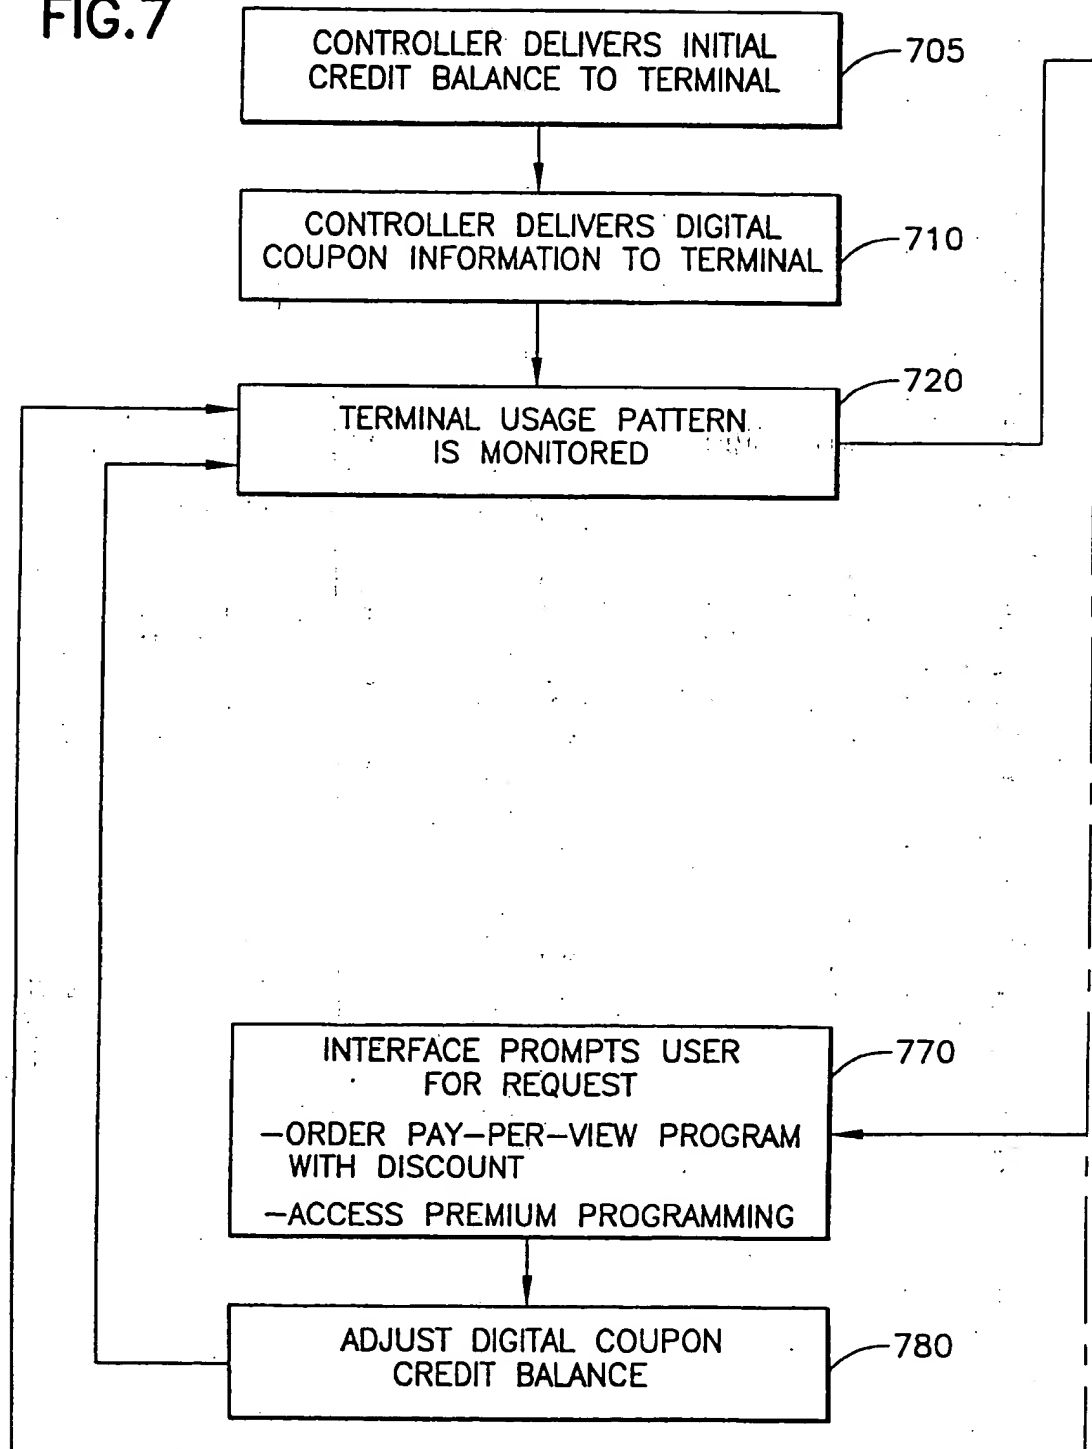 FIG.7
CONTROLLER DELIVERS INITIAL
CREDIT BALANCE TO TERMINAL
705
CONTROLLER DELIVERS DIGITAL
COUPON INFORMATION TO TERMINAL
710
TERMINAL USAGE PATTERN
IS MONITORED
720
INTERFACE PROMPTS USER
FOR REQUEST
-ORDER PAY-PER-VIEW PROGRAM
WITH DISCOUNT
-ACCESS PREMIUM PROGRAMMING
770
ADJUST DIGITAL COUPON
CREDIT BALANCE
780